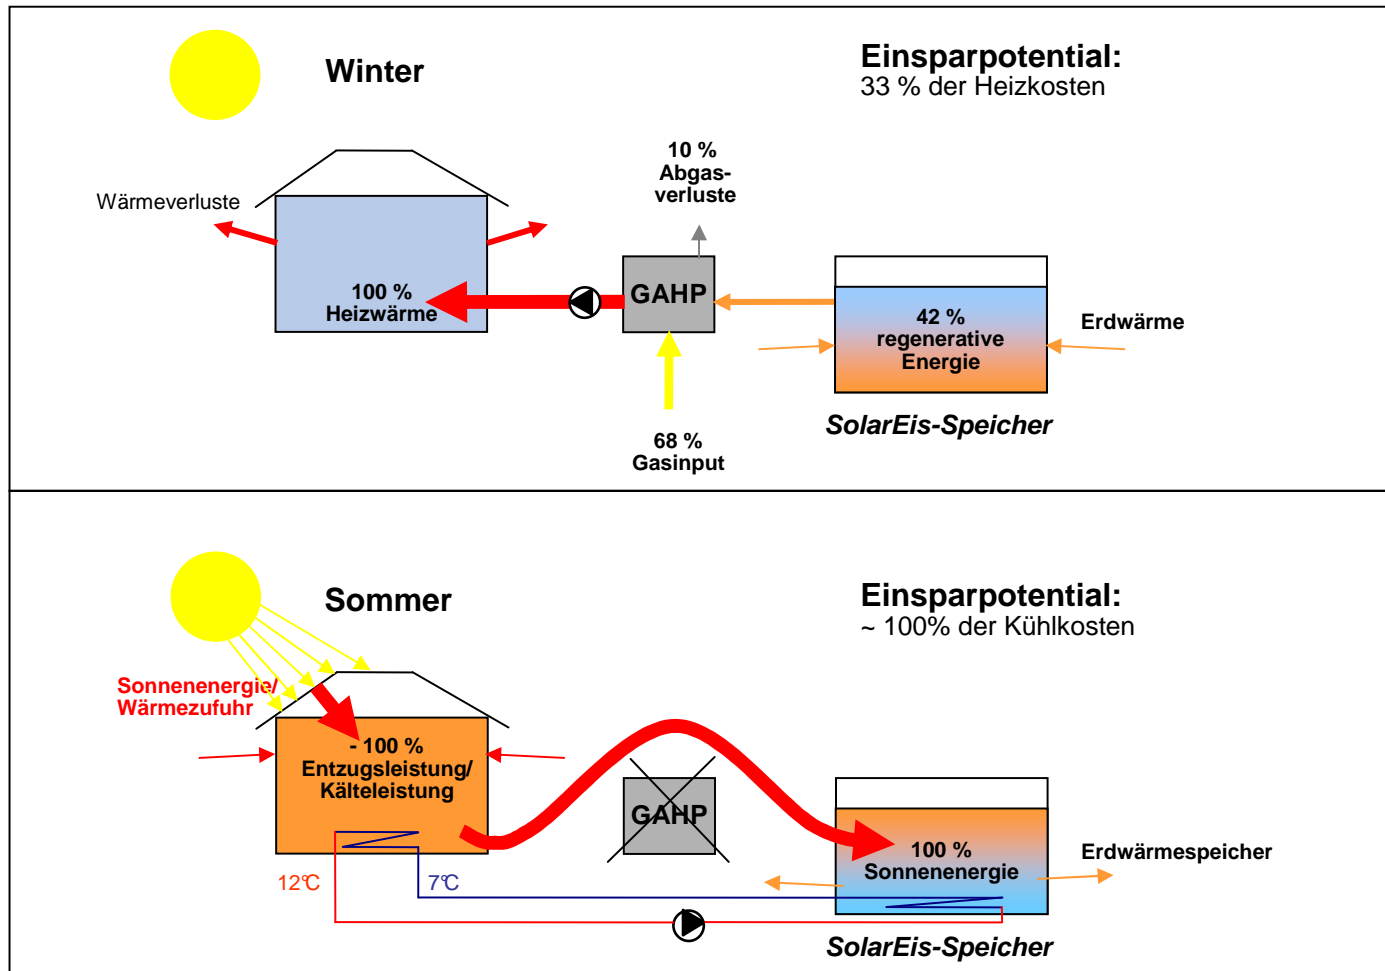 Winter
Einsparpotential:
33 % der Heizkosten
10 %
Abgas-
verluste
Wärmeverluste
100 %
Heizwärme
GAHP
42 %
regenerative
Energie
Erdwärme
SolarEis-Speicher
68 %
Gasinput
Sommer
Einsparpotential:
~ 100% der Kühlkosten
Sonnenenergie/
Wärmezufuhr
- 100 %
Entzugsleistung/
Kälteleistung
GAHP
100 %
Sonnenenergie
Erdwärmespeicher
12°C
7°C
SolarEis-Speicher